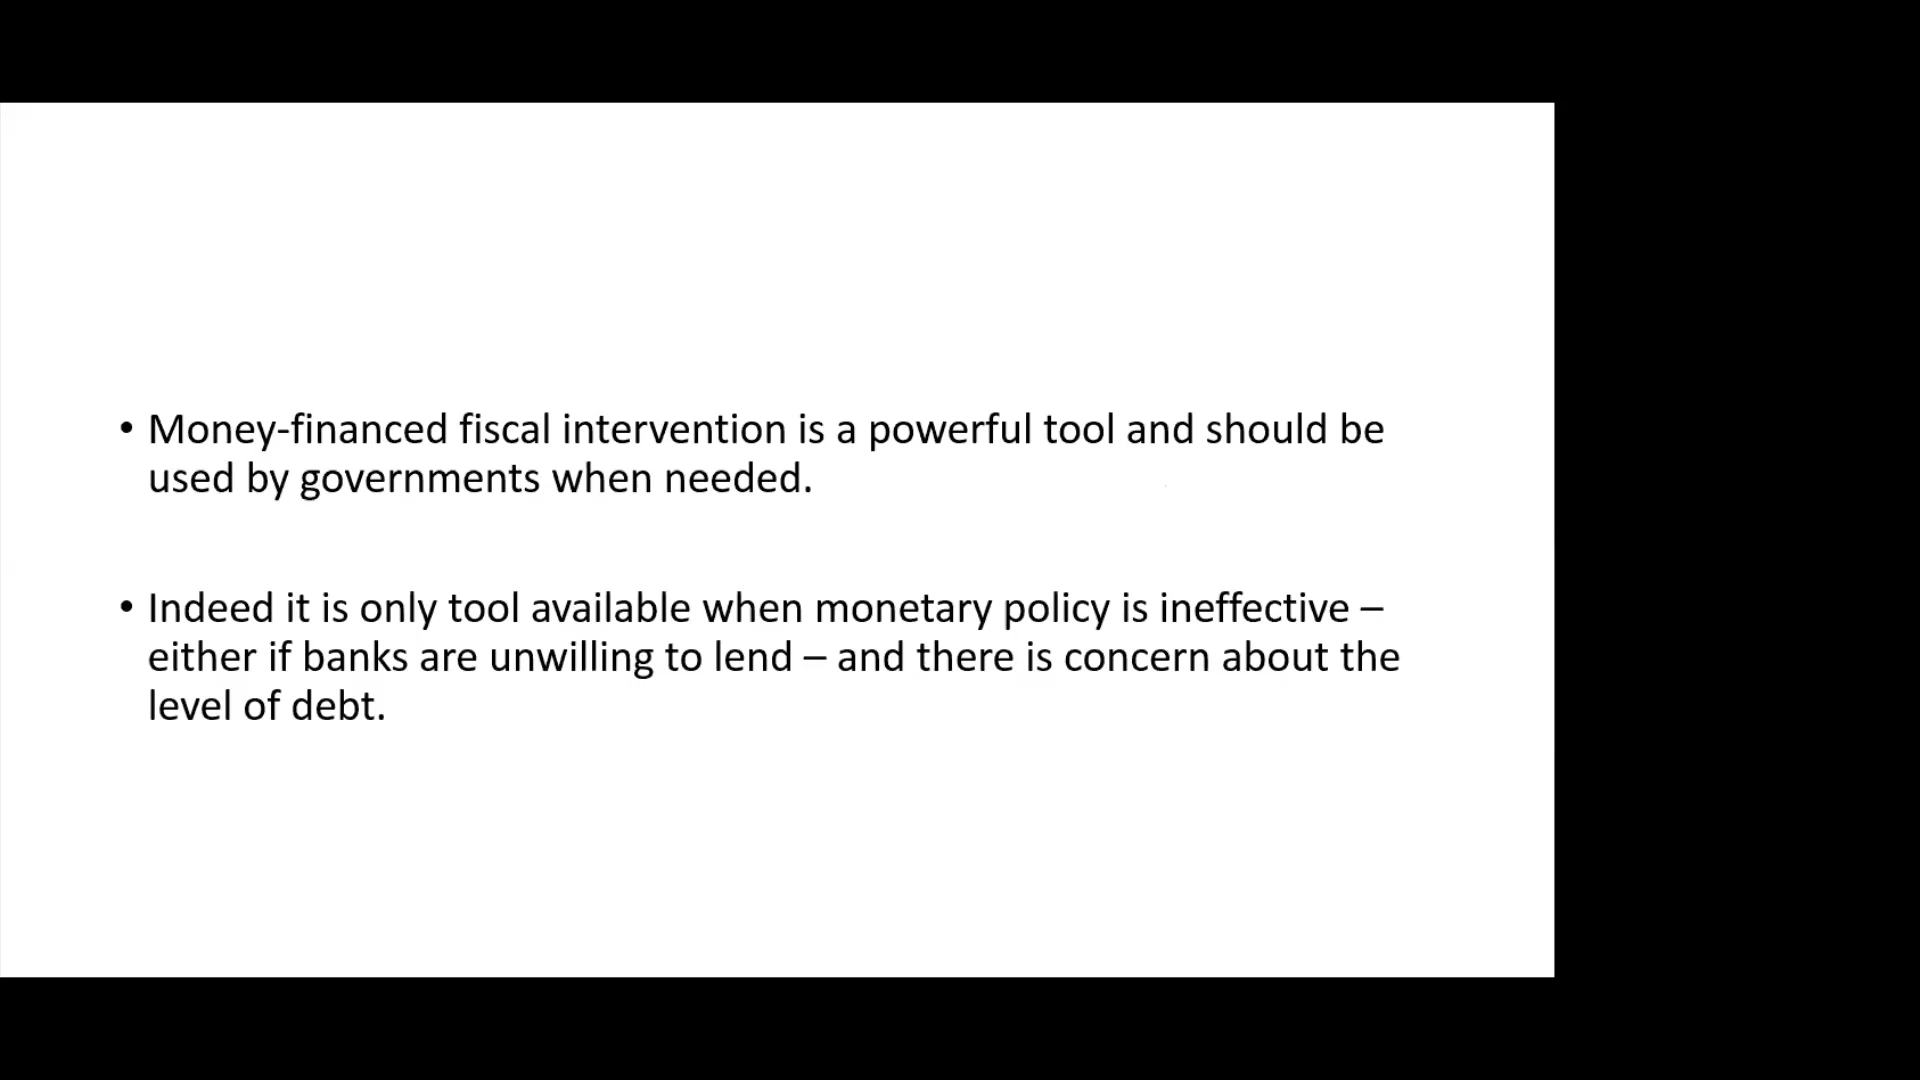 • Money-financed fiscal intervention is a powerful tool and should be
used by governments when needed.
• Indeed it is only tool available when monetary policy is ineffective –
either if banks are unwilling to lend – and there is concern about the
level of debt.